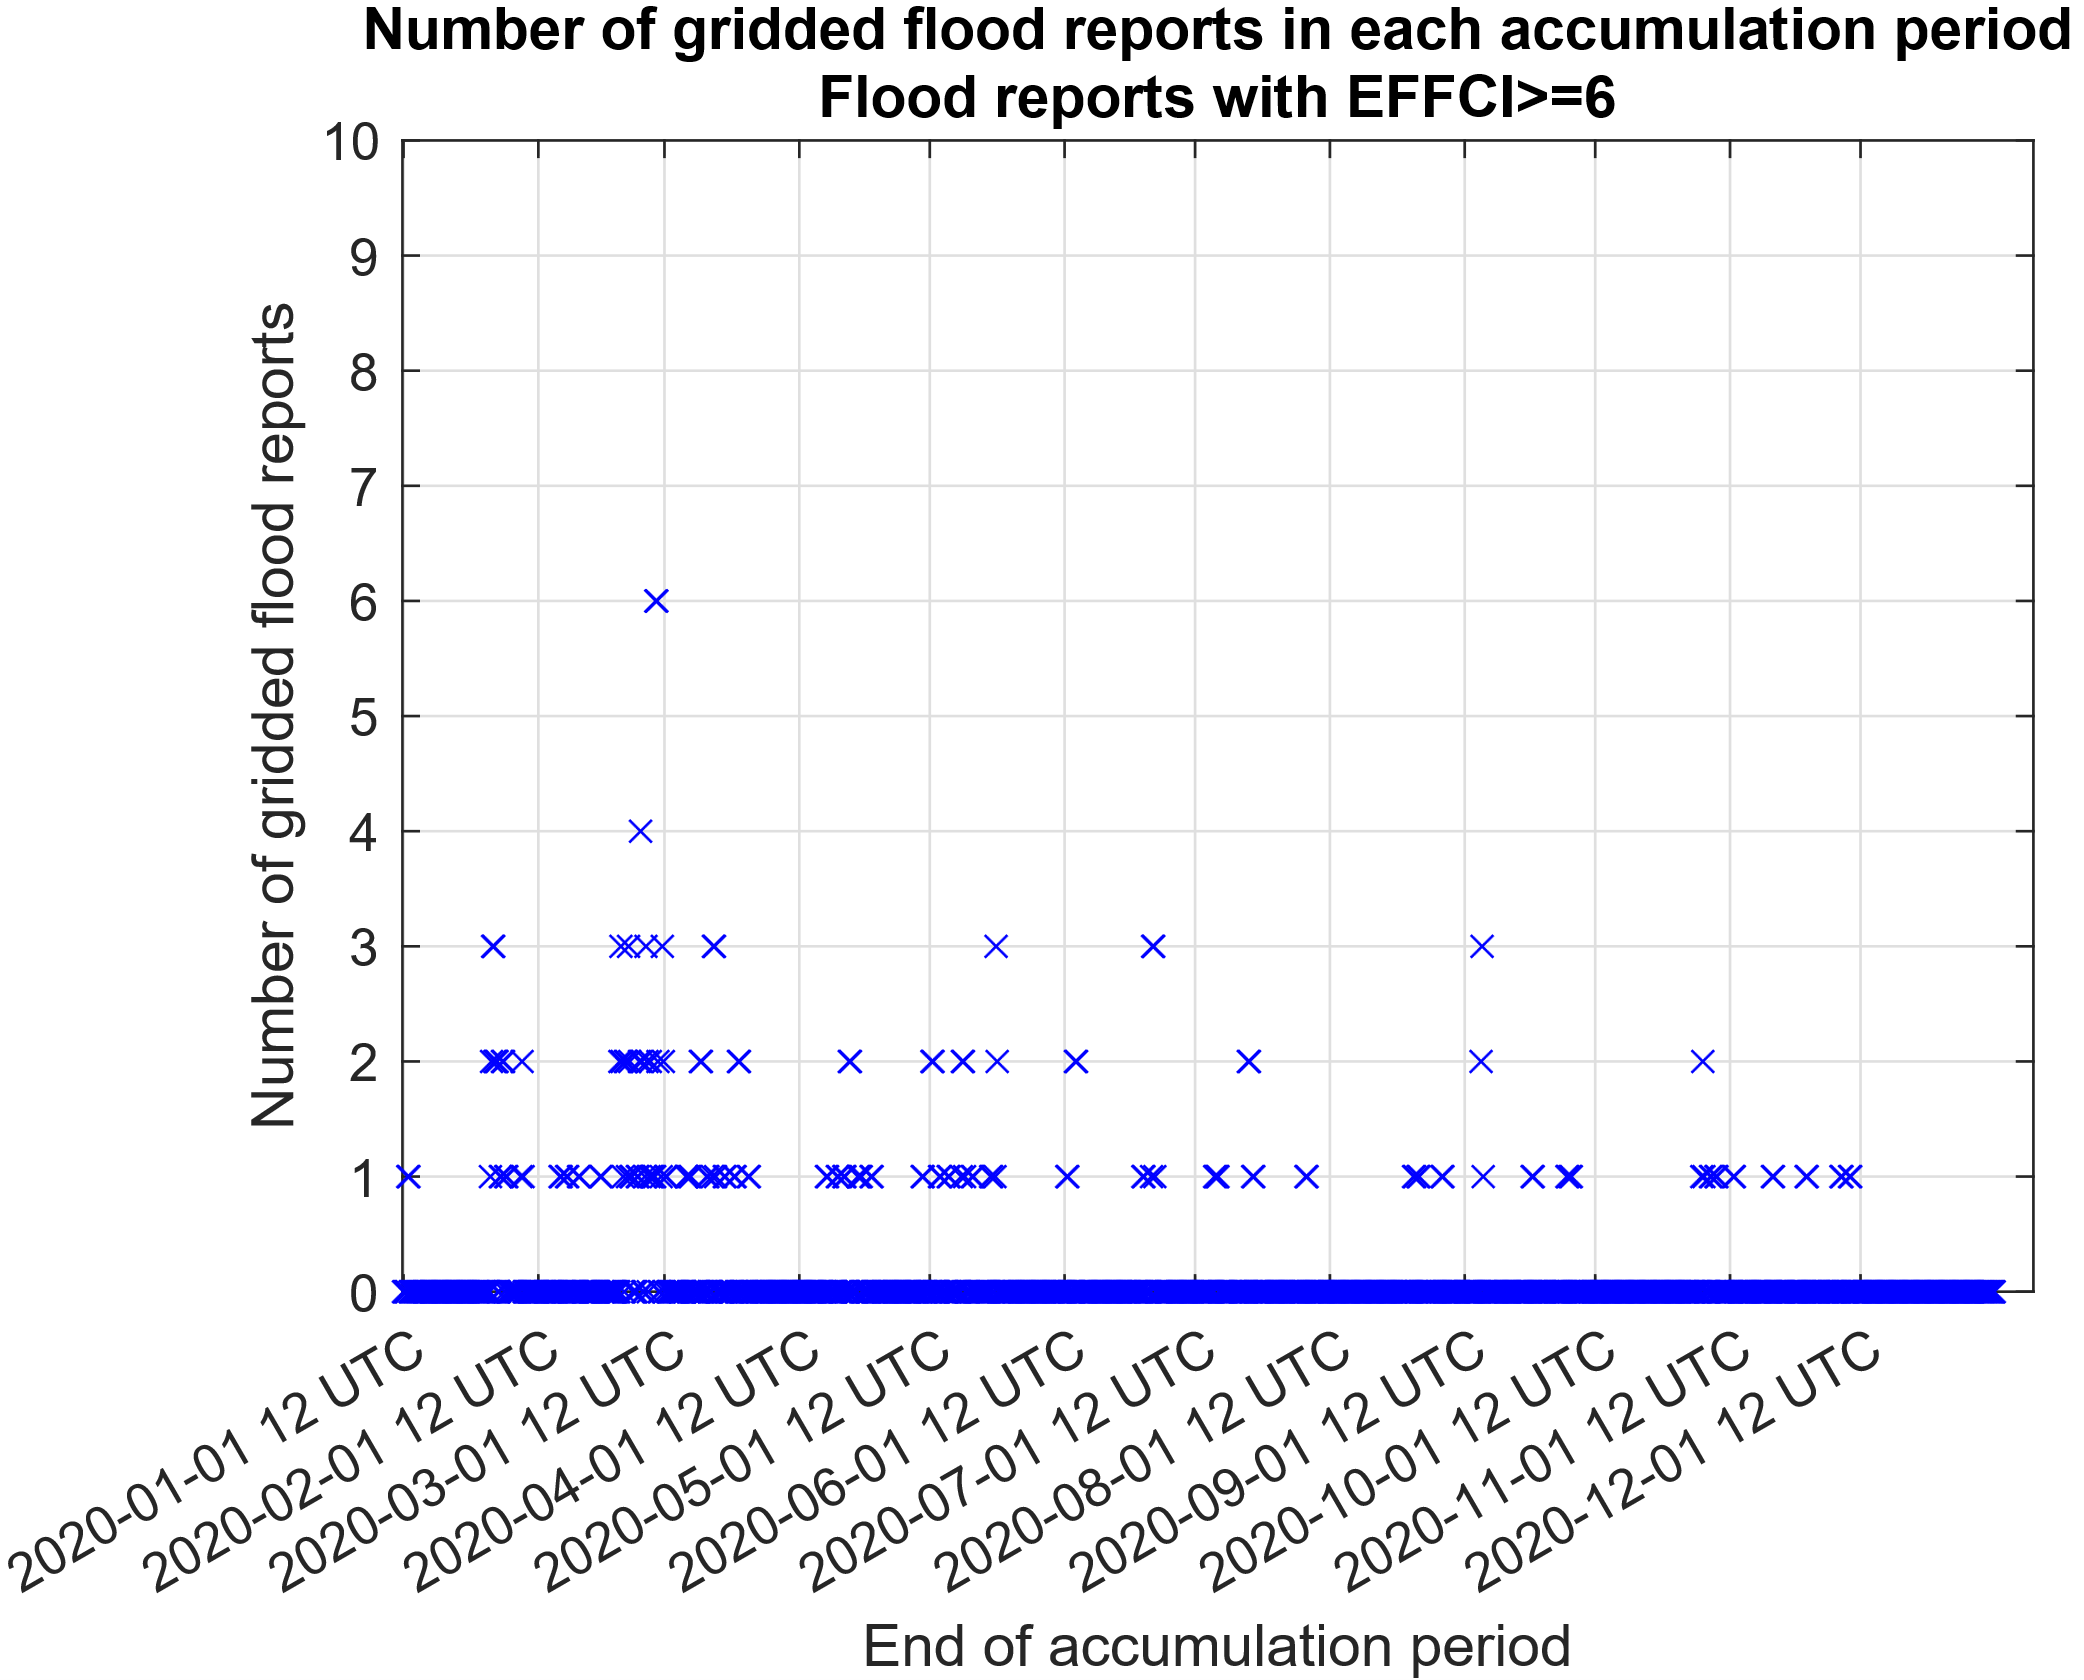 Number of gridded flood reports in each accumulation period
Flood reports with EFFCI>=6
10
9
8
7
6
5
4
3
2
1
0
Number of gridded flood reports
2020-01-01 12 UTC
2020-02-01 12 UTC
2020-03-01 12 UTC
2020-04-01 12 UTC
2020-05-01 12 UTC
2020-06-01 12 UTC
2020-07-01 12 UTC
2020-08-01 12 UTC
2020-09-01 12 UTC
2020-10-01 12 UTC
2020-11-01 12 UTC
2020-12-01 12 UTC
End of accumulation period